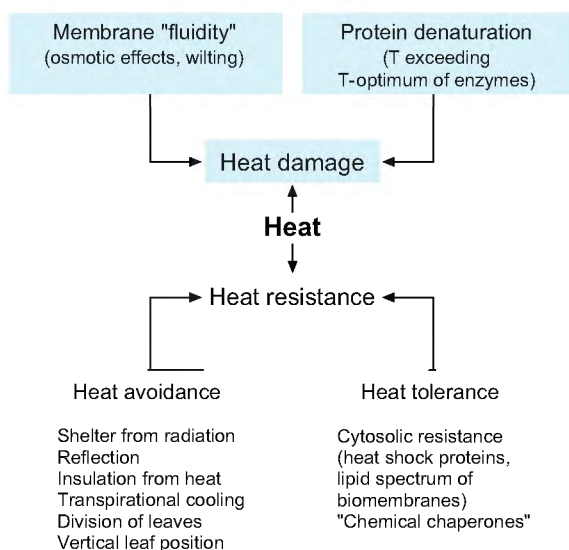 Membrane "fluidity"
(osmotic effects, wilting)
Protein denaturation
(T exceeding
T-optimum of enzymes)
Heat damage
Heat
Heat resistance
Heat avoidance
Shelter from radiation
Reflection
Insulation from heat
Transpirational cooling
Division of leaves
Vertical leaf position
Heat tolerance
Cytosolic resistance
(heat shock proteins,
lipid spectrum of
biomembranes)
"Chemical chaperones"